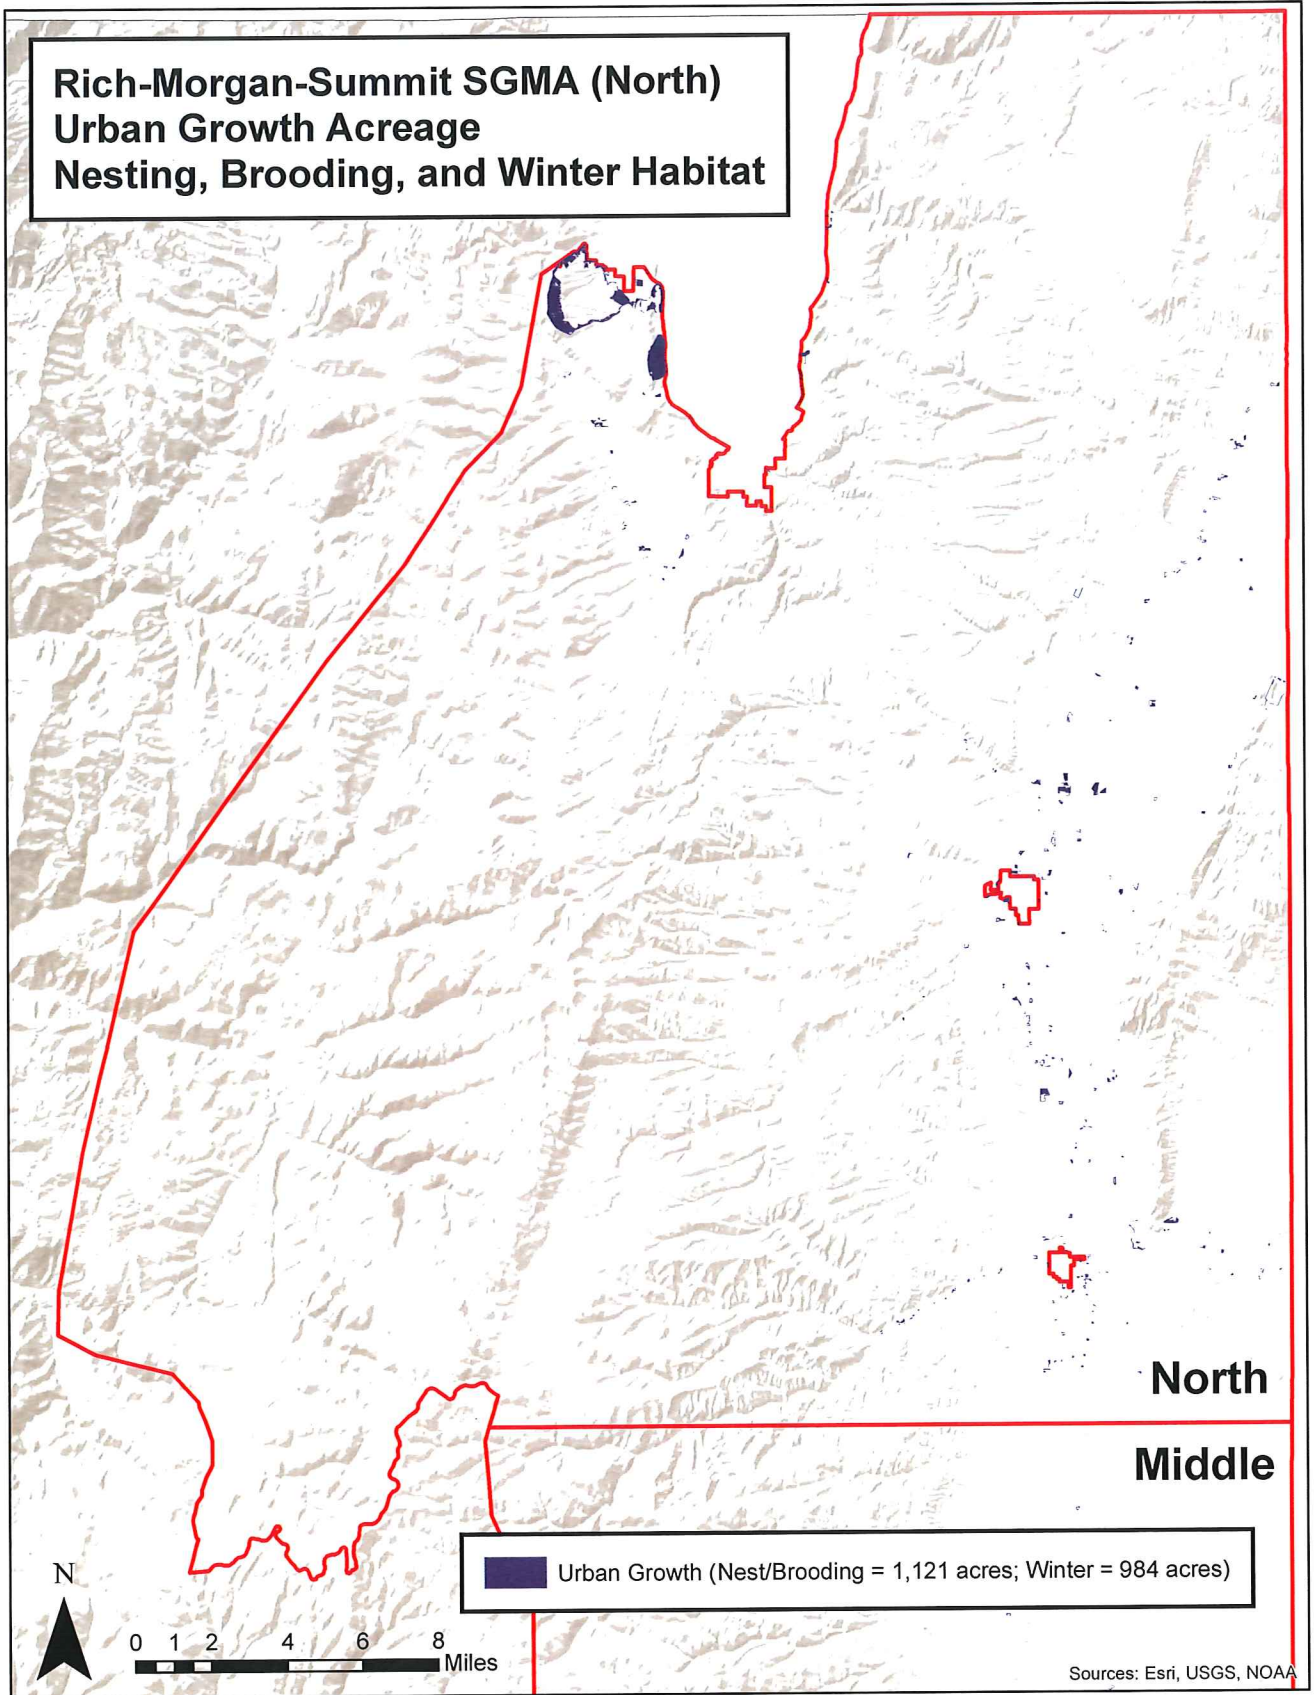 Rich-Morgan-Summit SGMA (North)
Urban Growth Acreage
Nesting, Brooding, and Winter Habitat
North
Middle
Urban Growth (Nest/Brooding = 1,121 acres; Winter = 984 acres)
N
0 1 2 4 6 8
Miles
Sources: Esri, USGS, NOAA